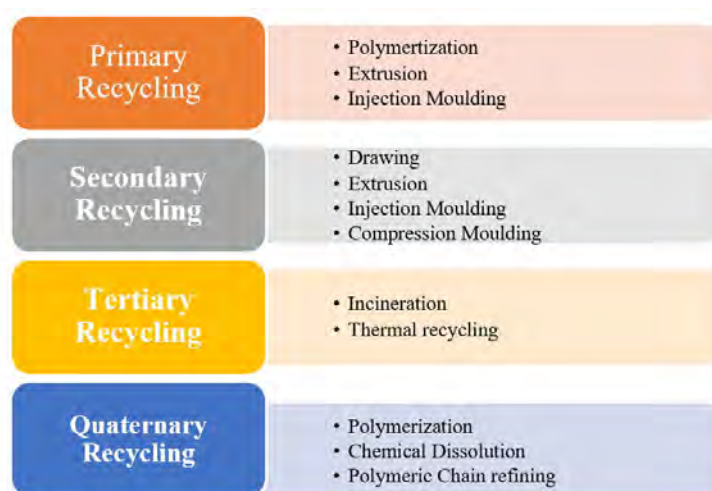 Primary
Recycling
• Polymertization
• Extrusion
• Injection Moulding
Secondary
Recycling
• Drawing
• Extrusion
• Injection Moulding
• Compression Moulding
Tertiary
Recycling
• Incineration
• Thermal recycling
Quaternary
Recycling
• Polymerization
• Chemical Dissolution
• Polymeric Chain refining